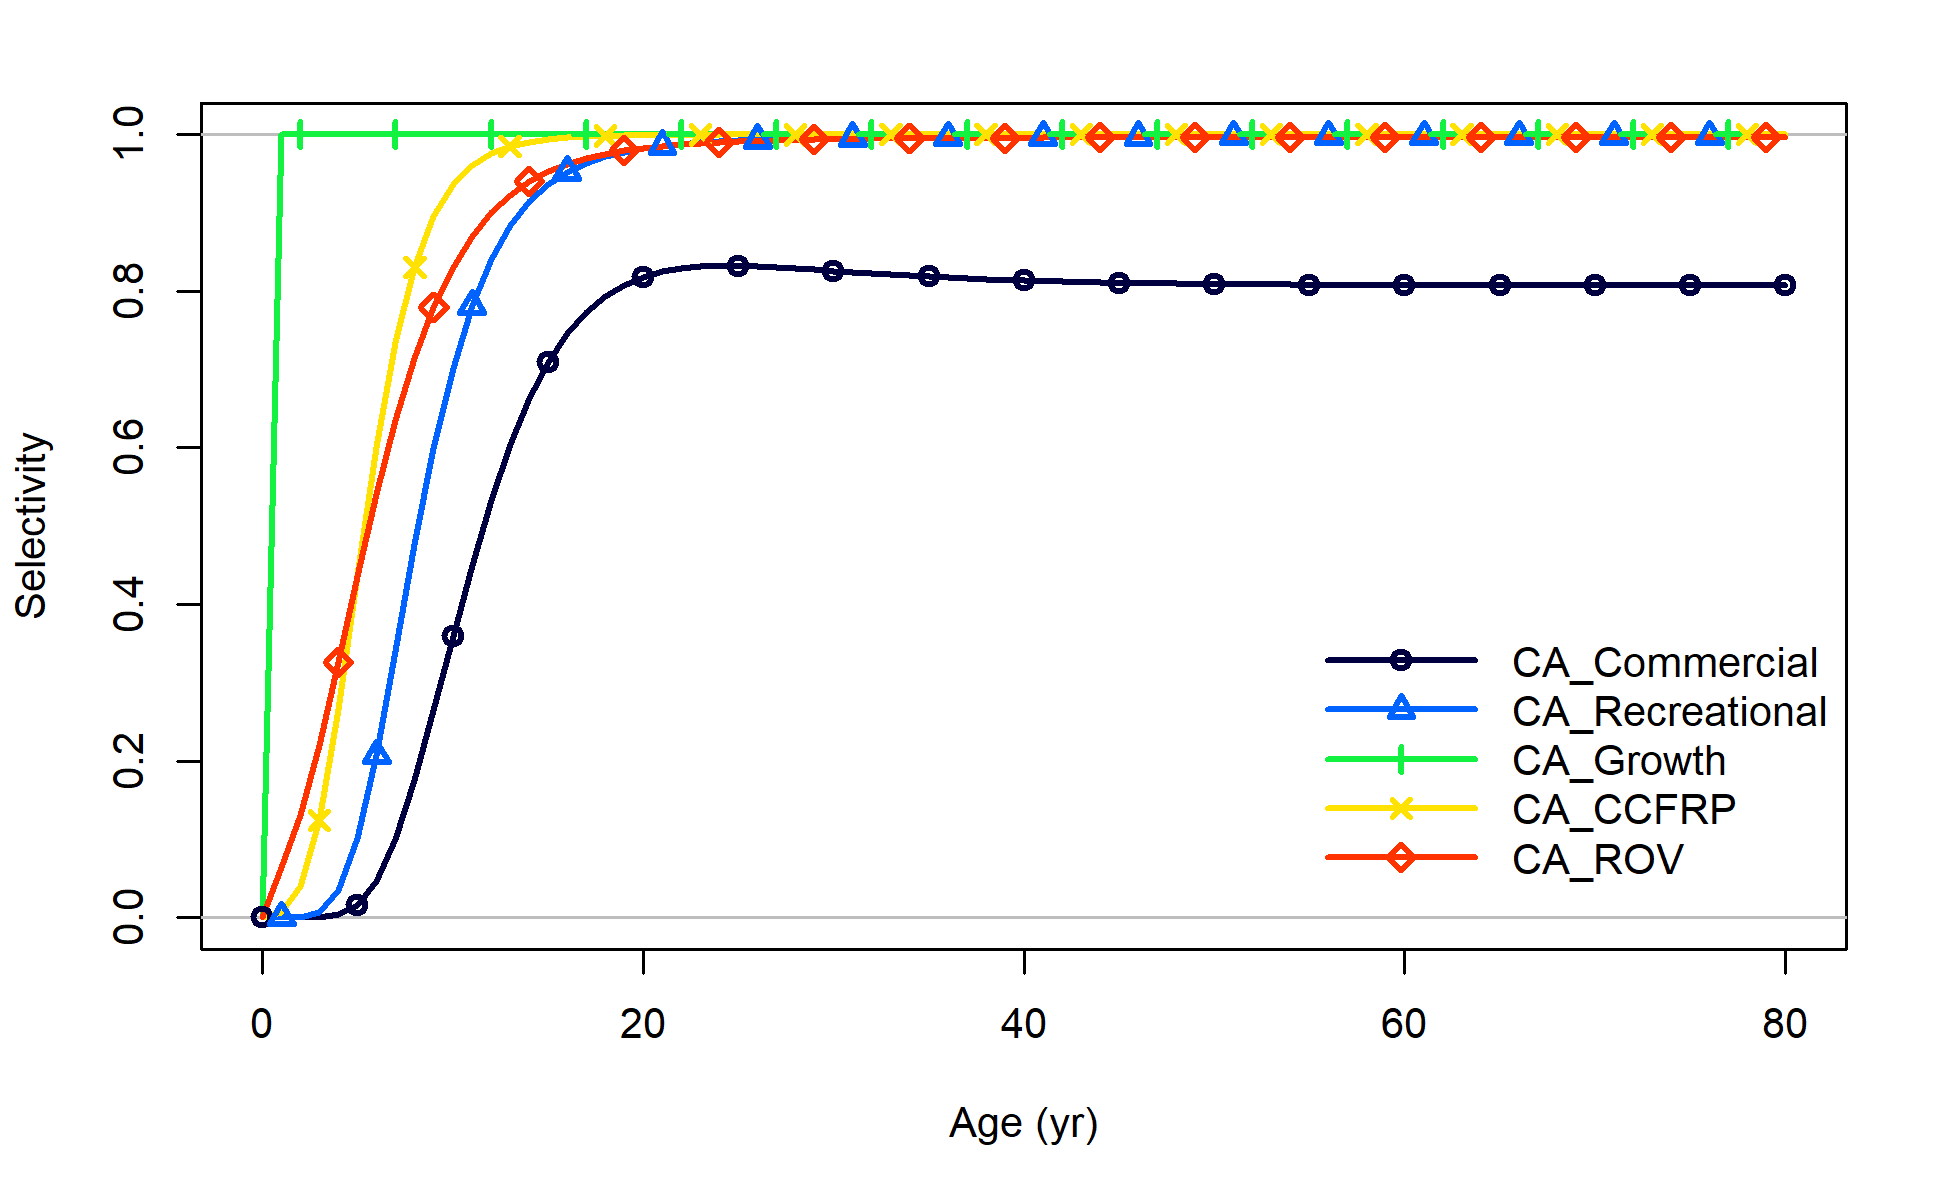 1.0
0.8
0.6
0.4
0.2
0.0
Selectivity
0 20 40 60 80
Age (yr)
CA_Commercial
CA_Recreational
CA_Growth
CA_CCFRP
CA_ROV